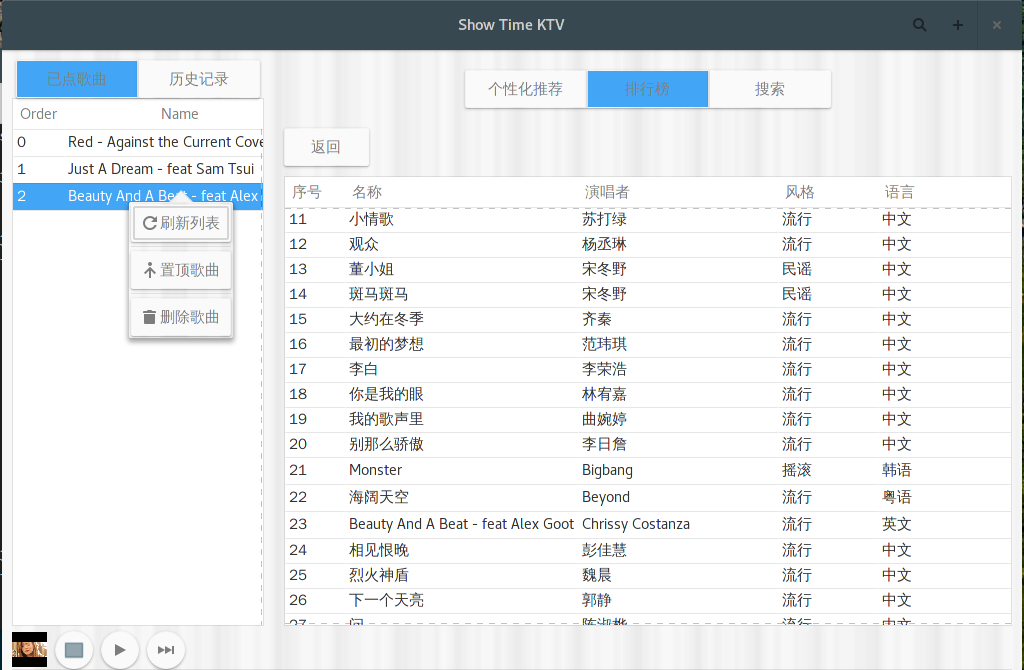 Show Time KTV
已点歌曲 历史记录
Order Name
0 Red - Against the Current Cove
1 Just A Dream - feat Sam Tsui
2 Beauty And A Beat - feat Alex
刷新列表
置顶歌曲
删除歌曲
个性化推荐 排行榜 搜索
返回
序号 名称 演唱者 风格 语言
11 小情歌 苏打绿 流行 中文
12 观众 杨丞琳 流行 中文
13 董小姐 宋冬野 民谣 中文
14 斑马斑马 宋冬野 民谣 中文
15 大约在冬季 齐秦 流行 中文
16 最初的梦想 范玮琪 流行 中文
17 李白 李荣浩 流行 中文
18 你是我的眼 林宥嘉 流行 中文
19 我的歌声里 曲婉婷 流行 中文
20 别那么骄傲 李日詹 流行 中文
21 Monster Bigbang 摇滚 韩语
22 海阔天空 Beyond 流行 粤语
23 Beauty And A Beat - feat Alex Goot Chrissy Costanza 流行 英文
24 相见恨晚 彭佳慧 流行 中文
25 烈火神盾 魏晨 流行 中文
26 下一个天亮 郭静 流行 中文
27 问 陈淑桦 流行 中文